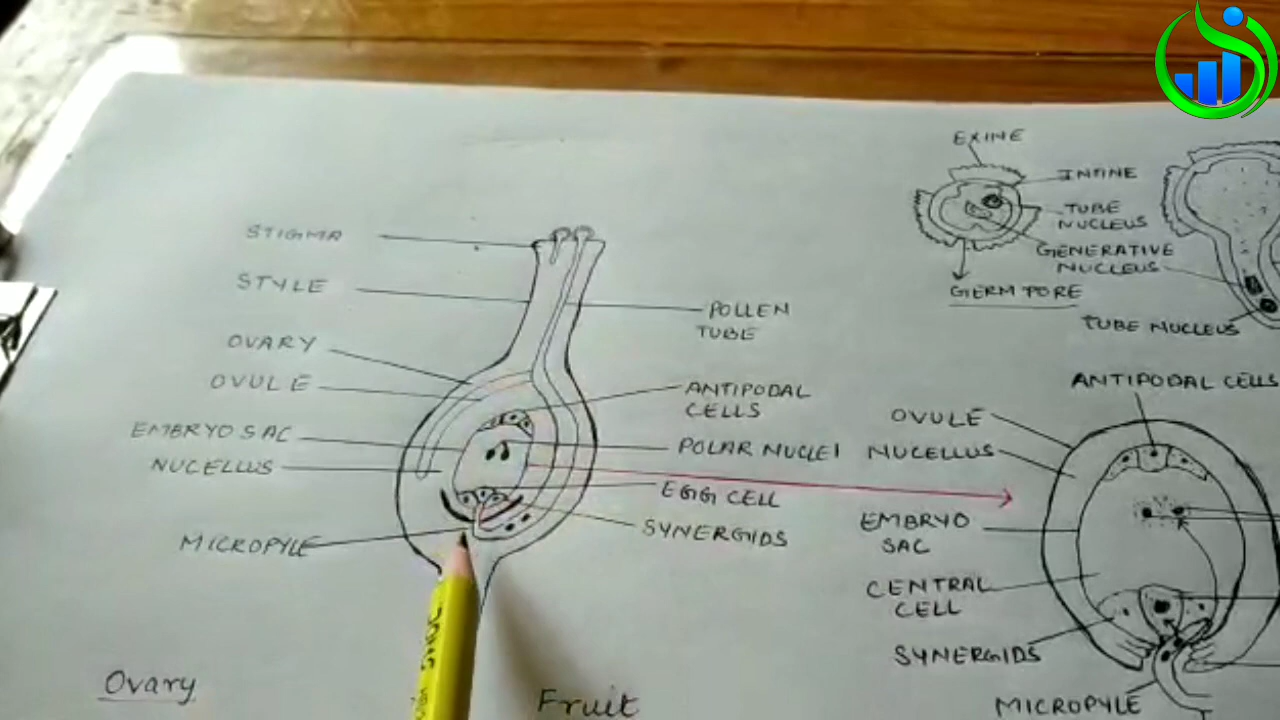 STIGMA
STYLE
OVARY
OVULE
EMBRYO SAC
NUCELLUS
MICROPYLE
POLLEN
TUBE
ANTIPODAL
CELLS
POLAR NUCLEI
EGG CELL
SYNERGIDS
EXINE
INTINE
TUBE
NUCLEUS
GENERATIVE
NUCLEUS
GERM PORE
TUBE NUCLEUS
ANTIPODAL CELLS
OVULE
NUCELLUS
EMBRYO
SAC
CENTRAL
CELL
SYNERGIDS
MICROPYLE
Ovary
Fruit